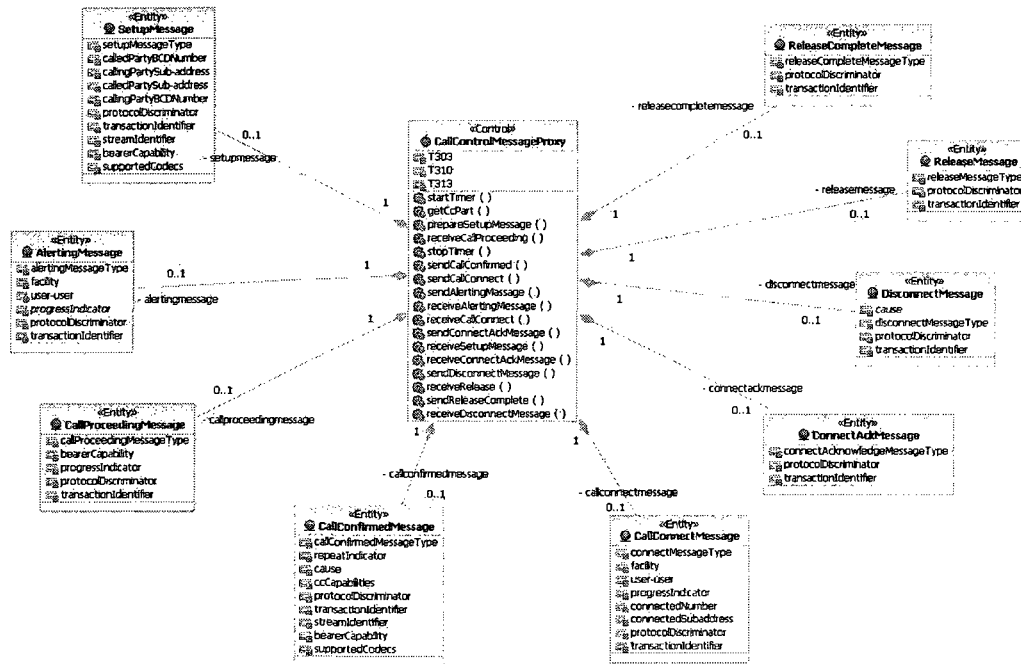 «Entity»
SetupMessage
setupMessageType
calledPartyBCDNumber
callingPartySub-address
calledPartySub-address
callingPartyBCDNumber
protocolDiscriminator
transactionIdentifier
streamIdentifier
bearerCapability
supportedCodecs
0..1
- setupmessage
1
«Entity»
AlertingMessage
alertingMessageType
facility
user-user
progressIndicator
protocolDiscriminator
transactionIdentifier
0..1
- alertingmessage
1
«Entity»
CallProceedingMessage
callProceedingMessageType
bearerCapability
progressIndicator
protocolDiscriminator
transactionIdentifier
0..1
- callproceedingmessage
1
«Control»
CallControlMessageProxy
T303
T310
T313
startTimer ( )
getCcPart ( )
prepareSetupMessage ( )
receiveCallProceeding ( )
stopTimer ( )
sendCallConfirmed ( )
sendCallConnect ( )
sendAlertingMassage ( )
receiveAlertingMessage ( )
receiveCallConnect ( )
sendConnectAckMessage ( )
receiveSetupMessage ( )
receiveConnectAckMessage ( )
sendDisconnectMessage ( )
receiveRelease ( )
sendReleaseComplete ( )
receiveDisconnectMessage ( )
1
- callconfirmedmessage
0..1
«Entity»
CallConfirmedMessage
callConfirmedMessageType
repeatIndicator
cause
ccCapabilities
protocolDiscriminator
transactionIdentifier
streamIdentifier
bearerCapability
supportedCodecs
1
- callconnectmessage
0..1
«Entity»
CallConnectMessage
connectMessageType
facility
user-user
progressIndicator
connectedNumber
connectedSubaddress
protocolDiscriminator
transactionIdentifier
«Entity»
ReleaseCompleteMessage
releaseCompleteMessageType
protocolDiscriminator
transactionIdentifier
- releasecompletemessage
0..1
1
«Entity»
ReleaseMessage
releaseMessageType
protocolDiscriminator
transactionIdentifier
- releasemessage
0..1
1
«Entity»
DisconnectMessage
cause
disconnectMessageType
protocolDiscriminator
transactionIdentifier
- disconnectmessage
0..1
1
- connectackmessage
0..1
1
«Entity»
ConnectAckMessage
connectAcknowledgeMessageType
protocolDiscriminator
transactionIdentifier